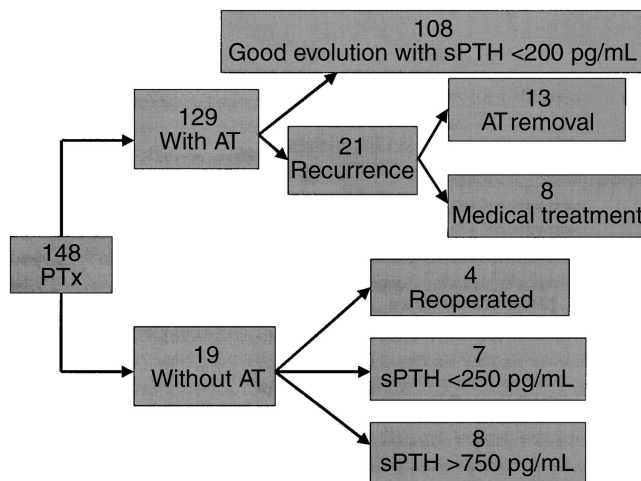 108
Good evolution with sPTH <200 pg/mL
129
With AT
13
AT removal
21
Recurrence
8
Medical treatment
148
PTx
4
Reoperated
19
Without AT
7
sPTH <250 pg/mL
8
sPTH >750 pg/mL